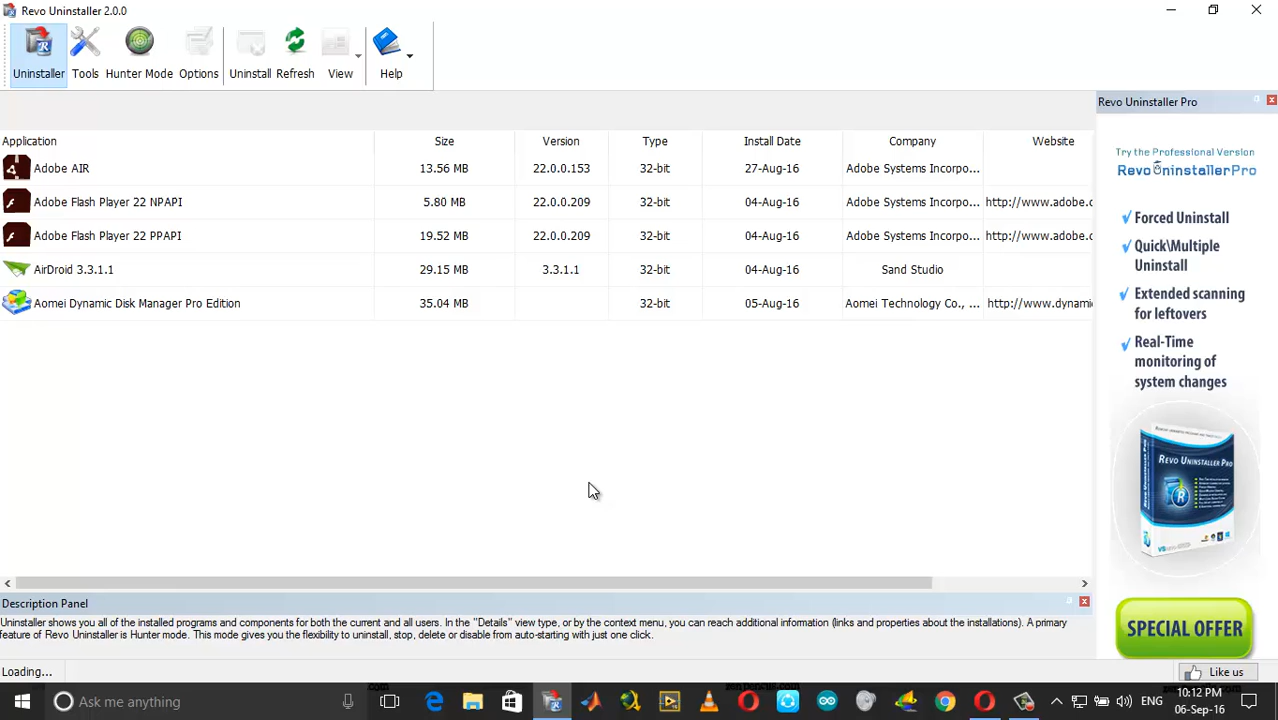 Revo Uninstaller 2.0.0
Uninstaller Tools Hunter Mode Options Uninstall Refresh View Help
Revo Uninstaller Pro
Application Size Version Type Install Date Company Website
Adobe AIR 13.56 MB 22.0.0.153 32-bit 27-Aug-16 Adobe Systems Incorpo...
Adobe Flash Player 22 NPAPI 5.80 MB 22.0.0.209 32-bit 04-Aug-16 Adobe Systems Incorpo... http://www.adobe.c
Adobe Flash Player 22 PPAPI 19.52 MB 22.0.0.209 32-bit 04-Aug-16 Adobe Systems Incorpo... http://www.adobe.c
AirDroid 3.3.1.1 29.15 MB 3.3.1.1 32-bit 04-Aug-16 Sand Studio
Aomei Dynamic Disk Manager Pro Edition 35.04 MB 32-bit 05-Aug-16 Aomei Technology Co., ... http://www.dynami
Try the Professional Version
Revo Uninstaller Pro
Forced Uninstall
Quick\Multiple
Uninstall
Extended scanning
for leftovers
Real-Time
monitoring of
system changes
REVO UNINSTALLER PRO
SPECIAL OFFER
Description Panel
Uninstaller shows you all of the installed programs and components for both the current and all users. In the "Details" view type, or by the context menu, you can reach additional information (links and properties about the installations). A primary
feature of Revo Uninstaller is Hunter mode. This mode gives you the flexibility to uninstall, stop, delete or disable from auto-starting with just one click.
Loading...
Like us
Ask me anything
ENG
10:12 PM
06-Sep-16